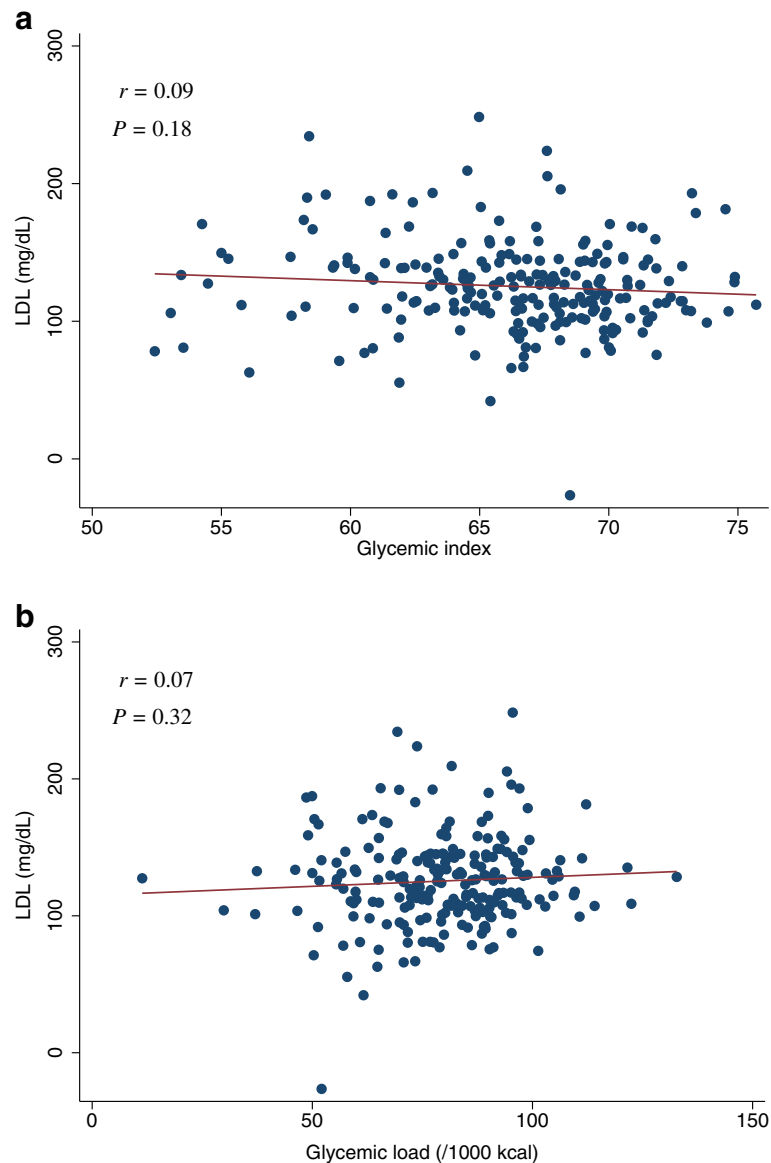 a
300
r = 0.09
P = 0.18
200
LDL (mg/dL)
100
0
50 55 60 65 70 75
Glycemic index
b
300
r = 0.07
P = 0.32
200
LDL (mg/dL)
100
0
0 50 100 150
Glycemic load (/1000 kcal)